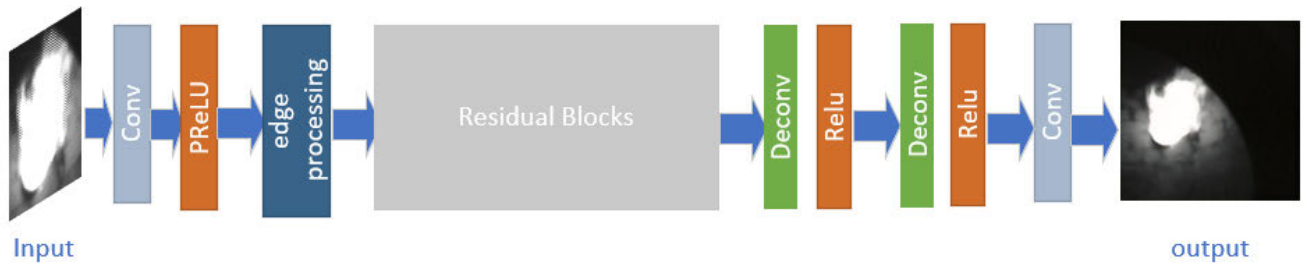 Conv
PReLU
edge
processing
Residual Blocks
Deconv
Relu
Deconv
Relu
Conv
Input
output